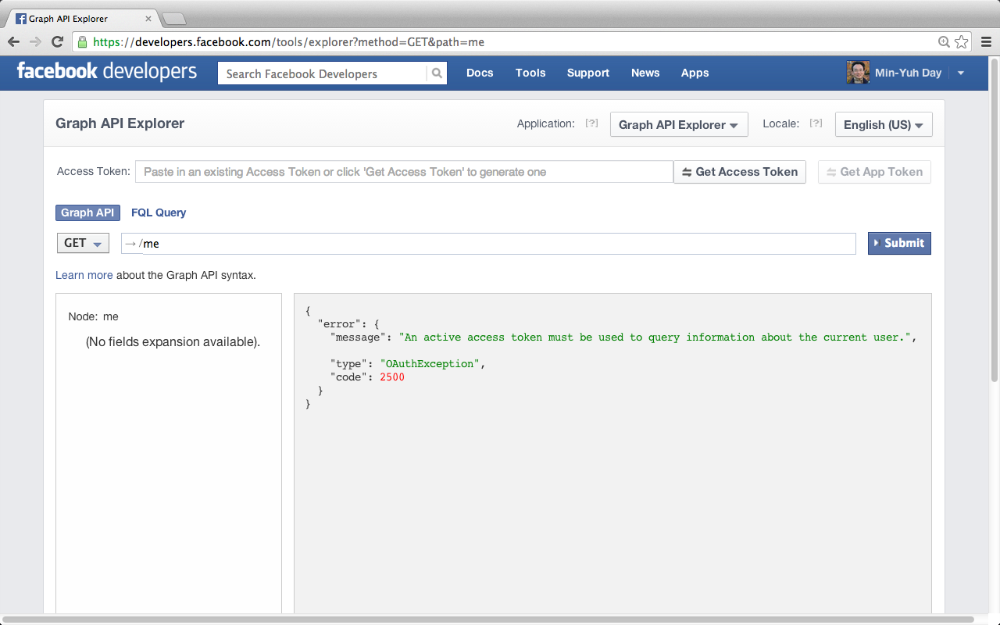 Graph API Explorer
https://developers.facebook.com/tools/explorer?method=GET&path=me
facebook developers Search Facebook Developers Docs Tools Support News Apps Min-Yuh Day
Graph API Explorer Application: [?] Graph API Explorer Locale: [?] English (US)
Access Token: Paste in an existing Access Token or click 'Get Access Token' to generate one Get Access Token Get App Token
Graph API FQL Query
GET → /me Submit
Learn more about the Graph API syntax.
Node: me
(No fields expansion available).
{
"error": {
"message": "An active access token must be used to query information about the current user.",
"type": "OAuthException",
"code": 2500
}
}